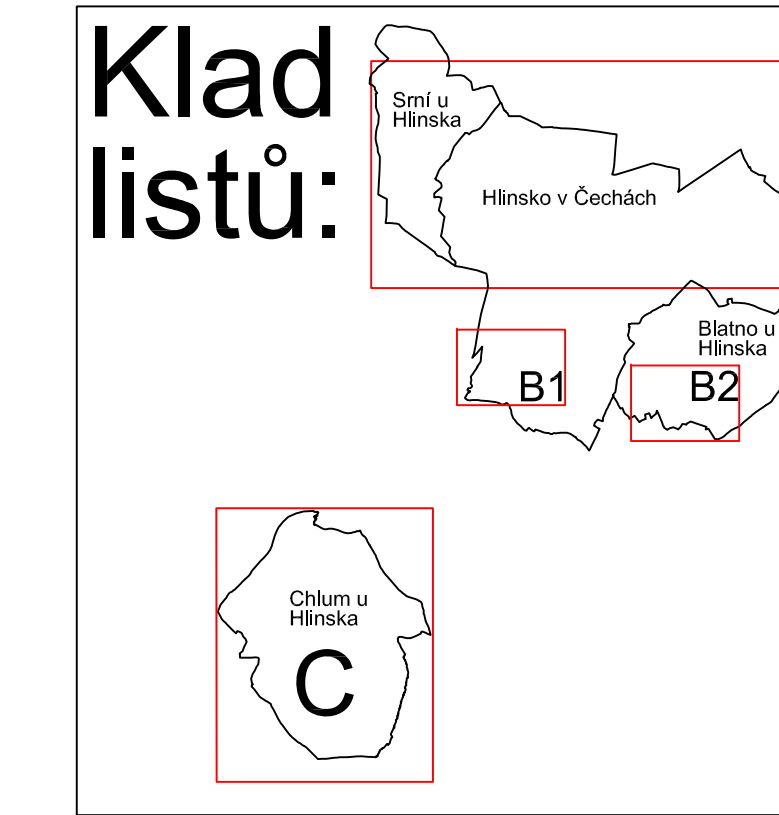 Klad
listů:
Srní u
Hlinska
Hlinsko v Čechách
Blatno u
Hlinska
B1
B2
Chlum u
Hlinska
C